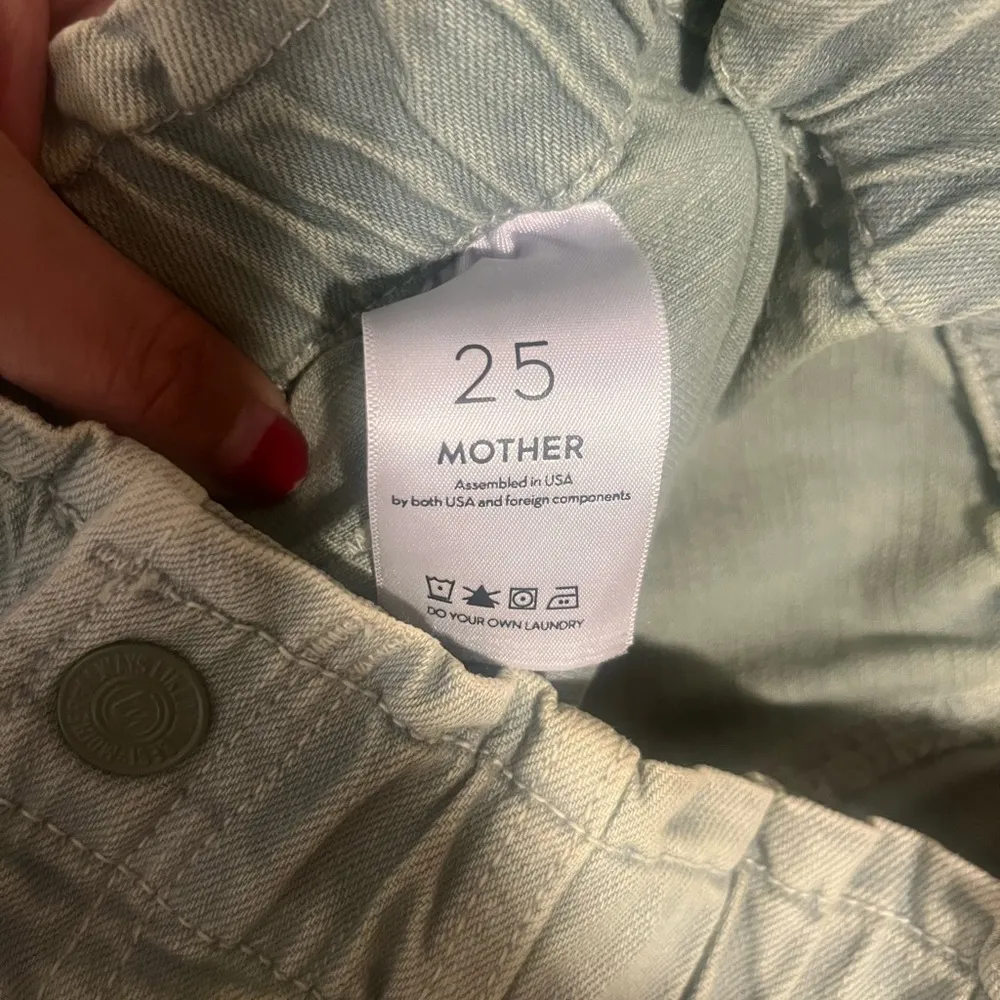 25
MOTHER
Assembled in USA
by both USA and foreign components
DO YOUR OWN LAUNDRY